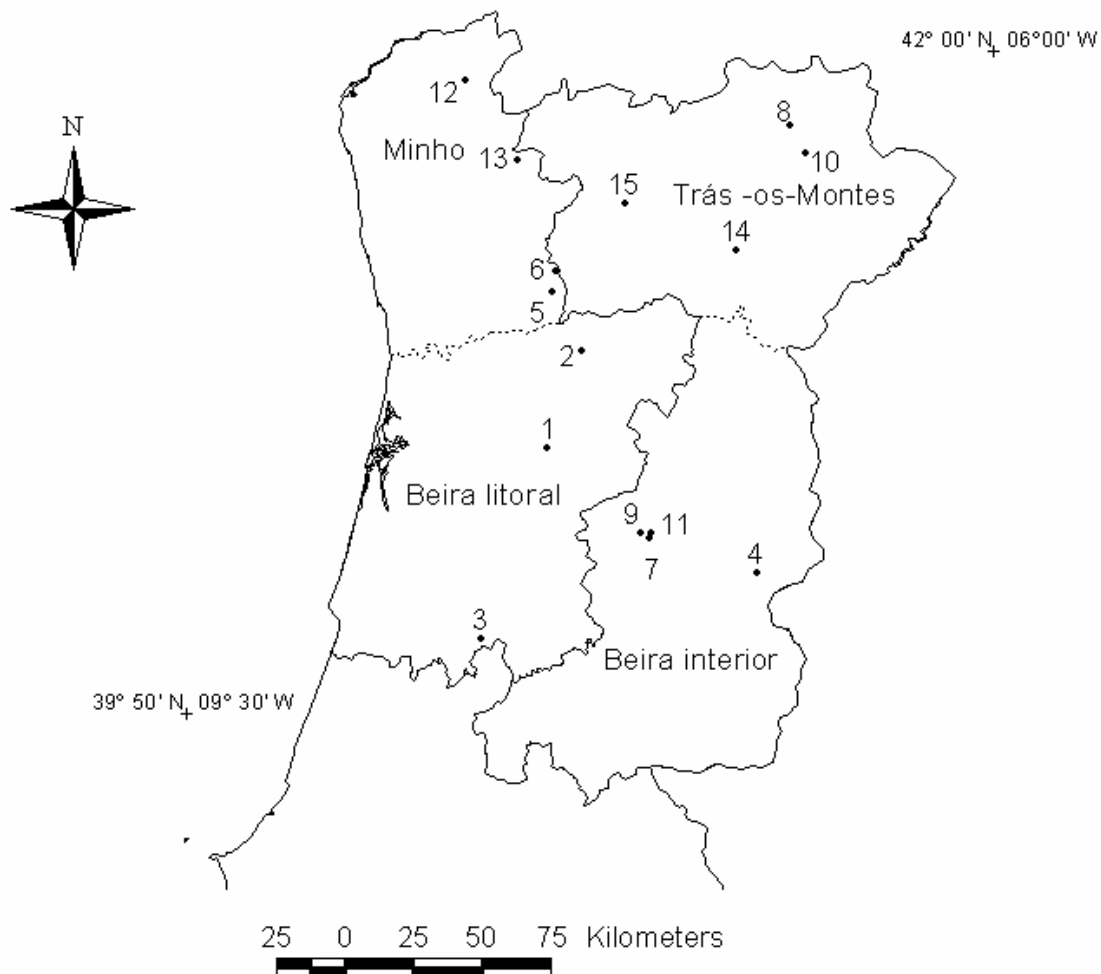 42° 00' N 06°00' W
12
8
N
Minho
13
10
15
Trás -os-Montes
14
6
5
2
1
Beira litoral
9
11
7
4
3
Beira interior
39° 50' N 09° 30' W
25 0 25 50 75 Kilometers